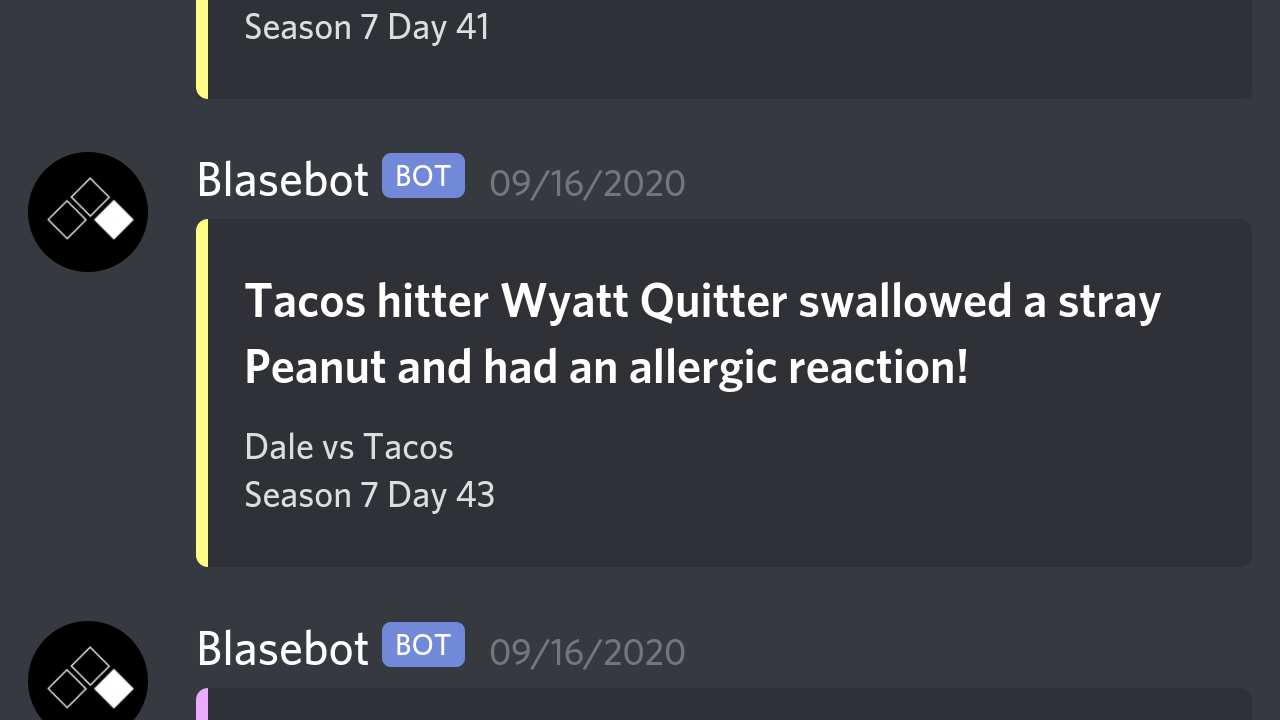 Season 7 Day 41
Blasebot BOT 09/16/2020
Tacos hitter Wyatt Quitter swallowed a stray
Peanut and had an allergic reaction!
Dale vs Tacos
Season 7 Day 43
Blasebot BOT 09/16/2020